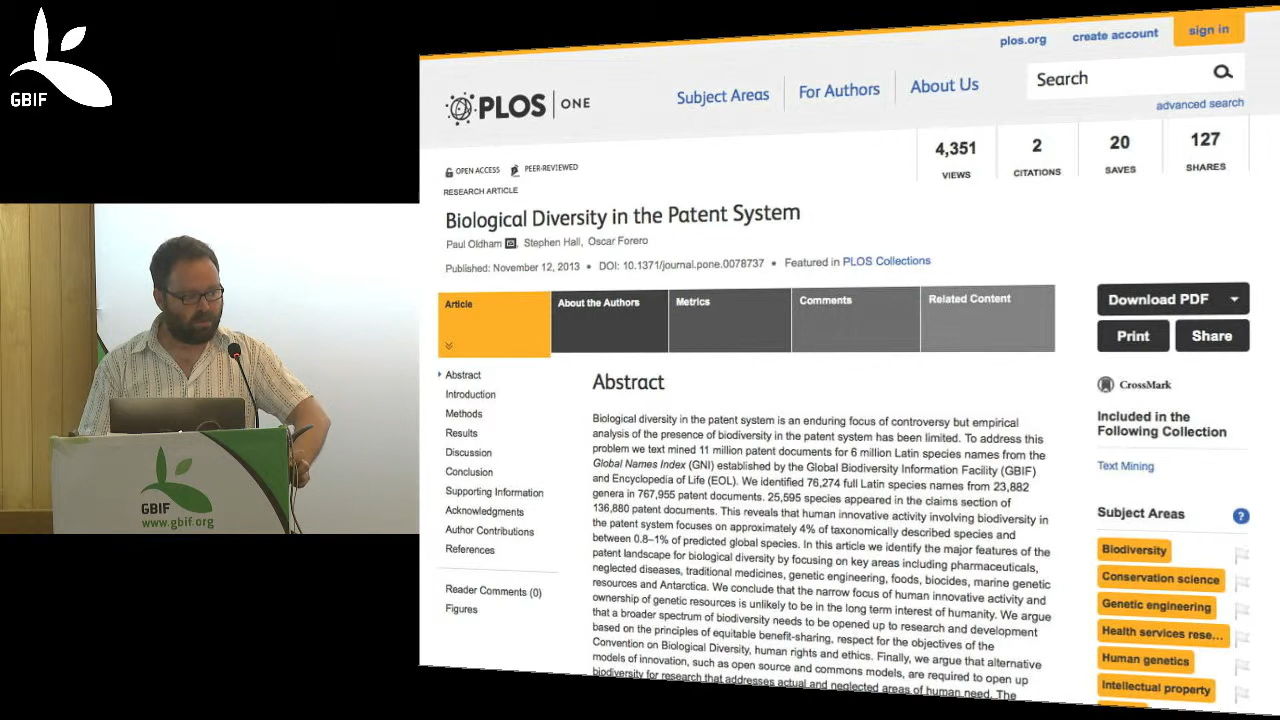 GBIF
GBIF
www.gbif.org
plos.org
create account
sign in
PLOS ONE
Subject Areas
For Authors
About Us
Search
advanced search
OPEN ACCESS
PEER-REVIEWED
4,351
VIEWS
2
CITATIONS
20
SAVES
127
SHARES
RESEARCH ARTICLE
Biological Diversity in the Patent System
Paul Oldham, Stephen Hall, Oscar Forero
Published: November 12, 2013 • DOI: 10.1371/journal.pone.0078737 • Featured in PLOS Collections
Article
About the Authors
Metrics
Comments
Related Content
Download PDF
Print
Share
Abstract
Introduction
Methods
Results
Discussion
Conclusion
Supporting Information
Acknowledgments
Author Contributions
References
Reader Comments (0)
Figures
Abstract
Biological diversity in the patent system is an enduring focus of controversy but empirical
analysis of the presence of biodiversity in the patent system has been limited. To address this
problem we text mined 11 million patent documents for 6 million Latin species names from the
Global Names Index (GNI) established by the Global Biodiversity Information Facility (GBIF)
and Encyclopedia of Life (EOL). We identified 76,274 full Latin species names from 23,882
genera in 767,955 patent documents. 25,595 species appeared in the claims section of
136,880 patent documents. This reveals that human innovative activity involving biodiversity in
the patent system focuses on approximately 4% of taxonomically described species and
between 0.8–1% of predicted global species. In this article we identify the major features of the
patent landscape for biological diversity by focusing on key areas including pharmaceuticals,
neglected diseases, traditional medicines, genetic engineering, foods, biocides, marine genetic
resources and Antarctica. We conclude that the narrow focus of human innovative activity and
ownership of genetic resources is unlikely to be in the long term interest of humanity. We argue
that a broader spectrum of biodiversity needs to be opened up to research and development
based on the principles of equitable benefit-sharing, respect for the objectives of the
Convention on Biological Diversity, human rights and ethics. Finally, we argue that alternative
models of innovation, such as open source and commons models, are required to open up
biodiversity for research that addresses actual and neglected areas of human need. The
CrossMark
Included in the
Following Collection
Text Mining
Subject Areas
?
Biodiversity
Conservation science
Genetic engineering
Health services rese...
Human genetics
Intellectual property